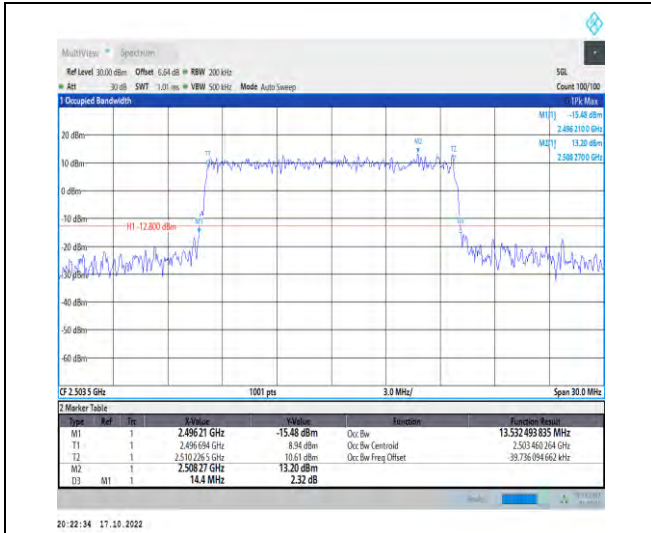 MultiView Spectrum
Ref Level 30.00 dBm Offset 6.64 dB RBW 200 kHz SGL
Att 30 dB SWT 1.01 ms VBW 500 kHz Mode Auto Sweep Count 100/100
1 Occupied Bandwidth 1Pk Max
M1[1] -15.48 dBm
2.496 2100 GHz
M2[1] 13.20 dBm
2.508 2700 GHz
20 dBm
M2
T1 T2
10 dBm
0 dBm
-10 dBm
H1 -12.800 dBm
M1
-20 dBm
-30 dBm
-40 dBm
-50 dBm
-60 dBm
CF 2.503 5 GHz 1001 pts 3.0 MHz/ Span 30.0 MHz
2 Marker Table
Type Ref Trc X-Value Y-Value Function Function Result
M1 1 2.496 21 GHz -15.48 dBm Occ Bw 13.532 493 835 MHz
T1 1 2.496 694 GHz 8.94 dBm Occ Bw Centroid 2.503 460 264 GHz
T2 1 2.510 226 5 GHz 10.61 dBm Occ Bw Freq Offset -39.736 094 662 kHz
M2 1 2.508 27 GHz 13.20 dBm
D3 M1 1 14.4 MHz 2.32 dB
20:22:34 17.10.2022